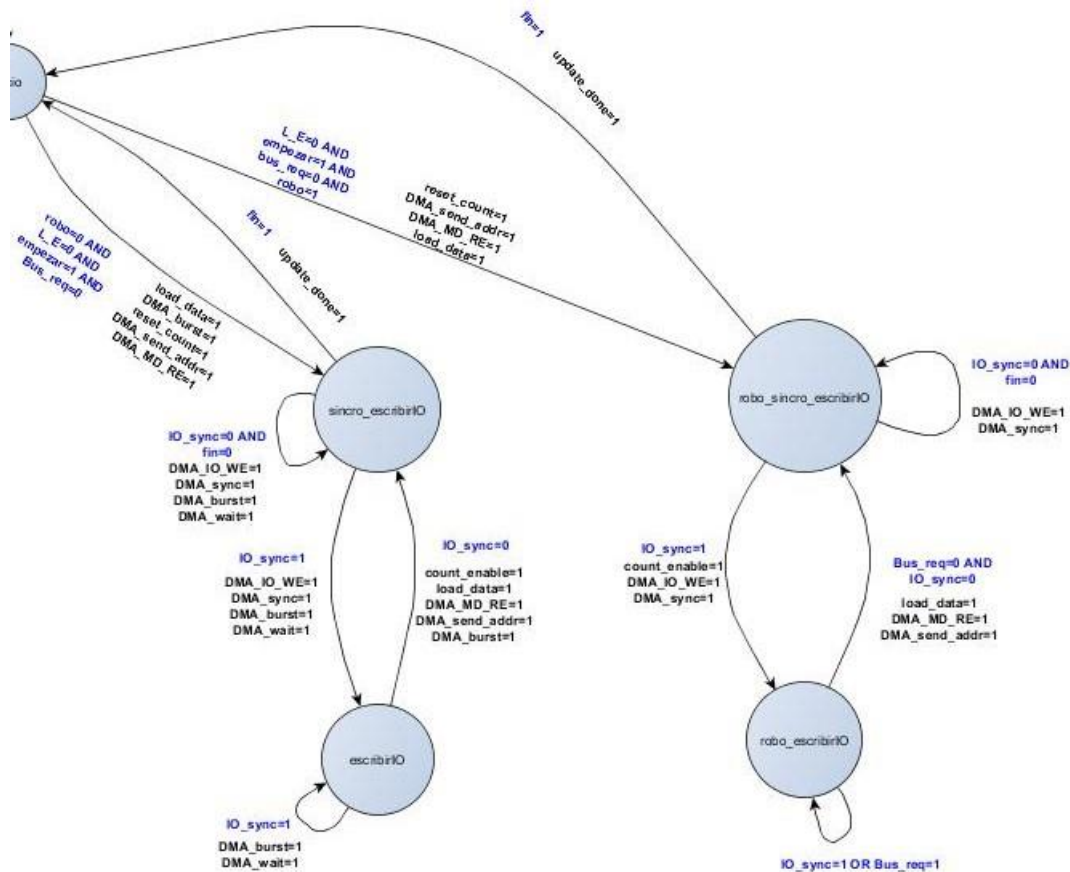 fin=1
update_done=1
cio
L_E=0 AND
empezar=1 AND
bus_req=0 AND
robo=1
reset_count=1
DMA_send_addr=1
DMA_MD_RE=1
load_data=1
robo=0 AND
L_E=0 AND
empezar=1 AND
Bus_req=0
load_data=1
DMA_burst=1
reset_count=1
DMA_send_addr=1
DMA_MD_RE=1
fin=1
update_done=1
sincro_escribirIO
robo_sincro_escribirIO
IO_sync=0 AND
fin=0
DMA_IO_WE=1
DMA_sync=1
IO_sync=0 AND
fin=0
DMA_IO_WE=1
DMA_sync=1
DMA_burst=1
DMA_wait=1
IO_sync=1
DMA_IO_WE=1
DMA_sync=1
DMA_burst=1
DMA_wait=1
IO_sync=0
count_enable=1
load_data=1
DMA_MD_RE=1
DMA_send_addr=1
DMA_burst=1
IO_sync=1
count_enable=1
DMA_IO_WE=1
DMA_sync=1
Bus_req=0 AND
IO_sync=0
load_data=1
DMA_MD_RE=1
DMA_send_addr=1
escribirIO
robo_escribirIO
IO_sync=1
DMA_burst=1
DMA_wait=1
IO_sync=1 OR Bus_req=1